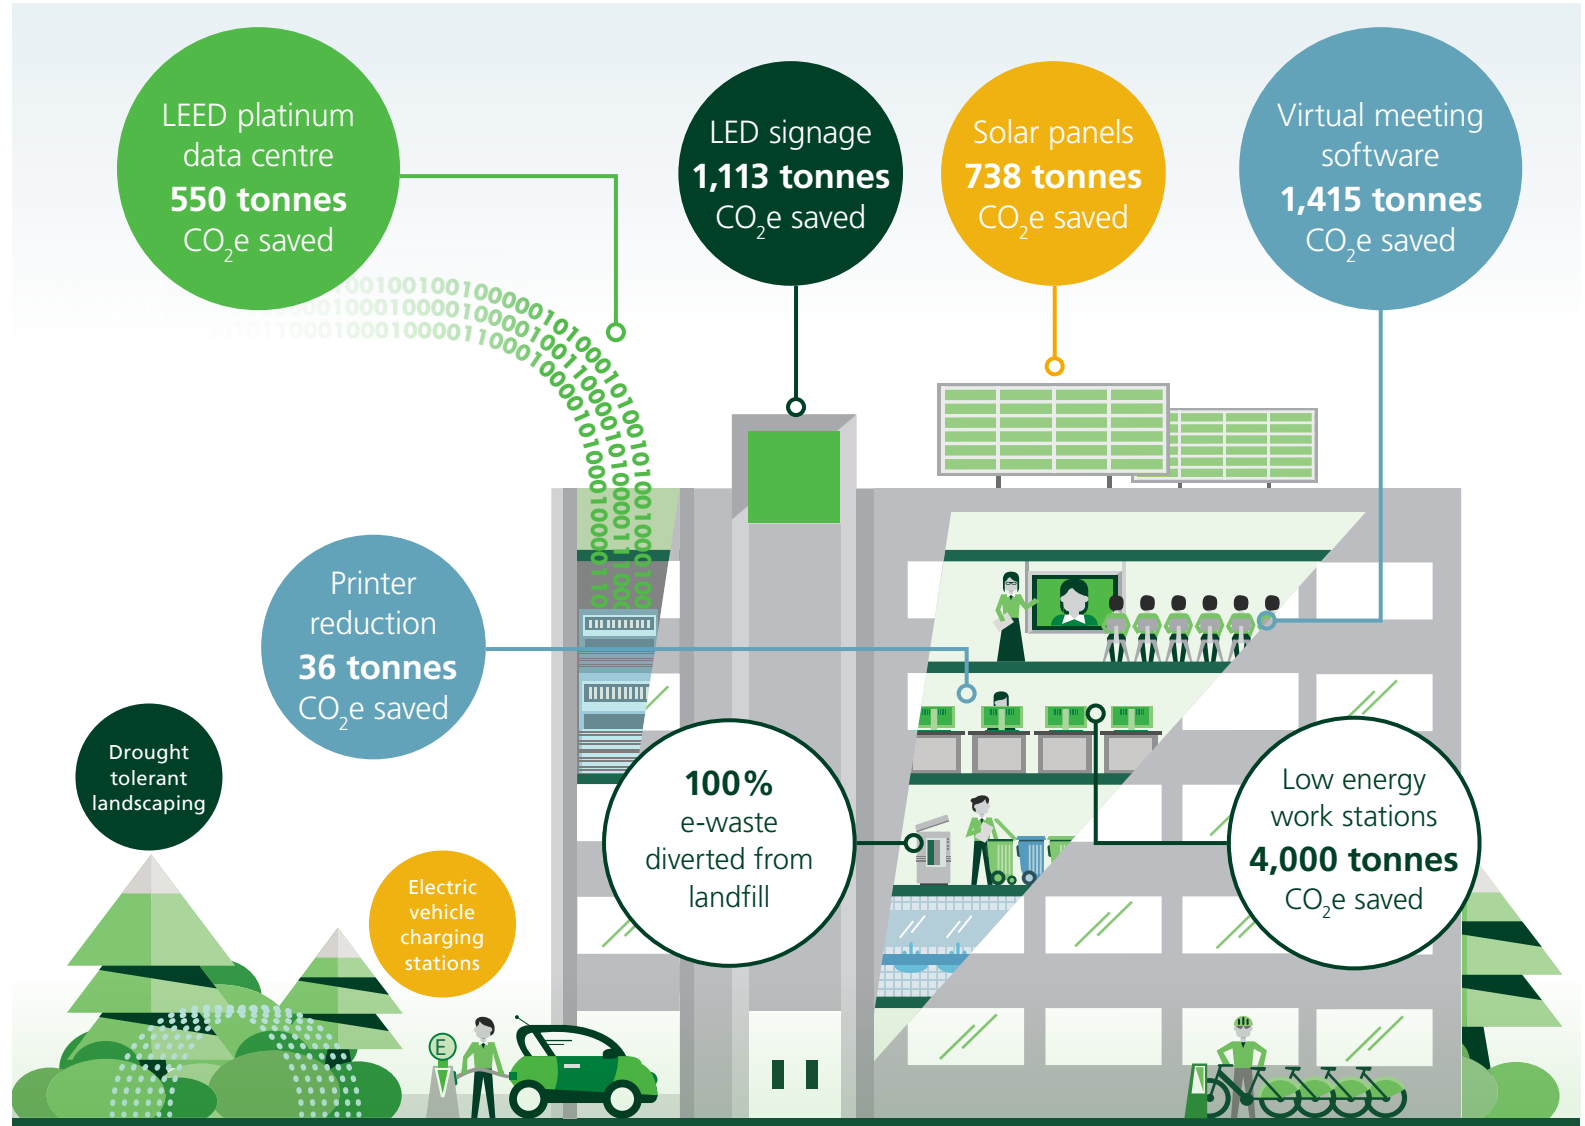 LEED platinum
data centre
550 tonnes
CO₂e saved
LED signage
1,113 tonnes
CO₂e saved
Solar panels
738 tonnes
CO₂e saved
Virtual meeting
software
1,415 tonnes
CO₂e saved
Printer
reduction
36 tonnes
CO₂e saved
Drought
tolerant
landscaping
100%
e-waste
diverted from
landfill
Low energy
work stations
4,000 tonnes
CO₂e saved
Electric
vehicle
charging
stations
E